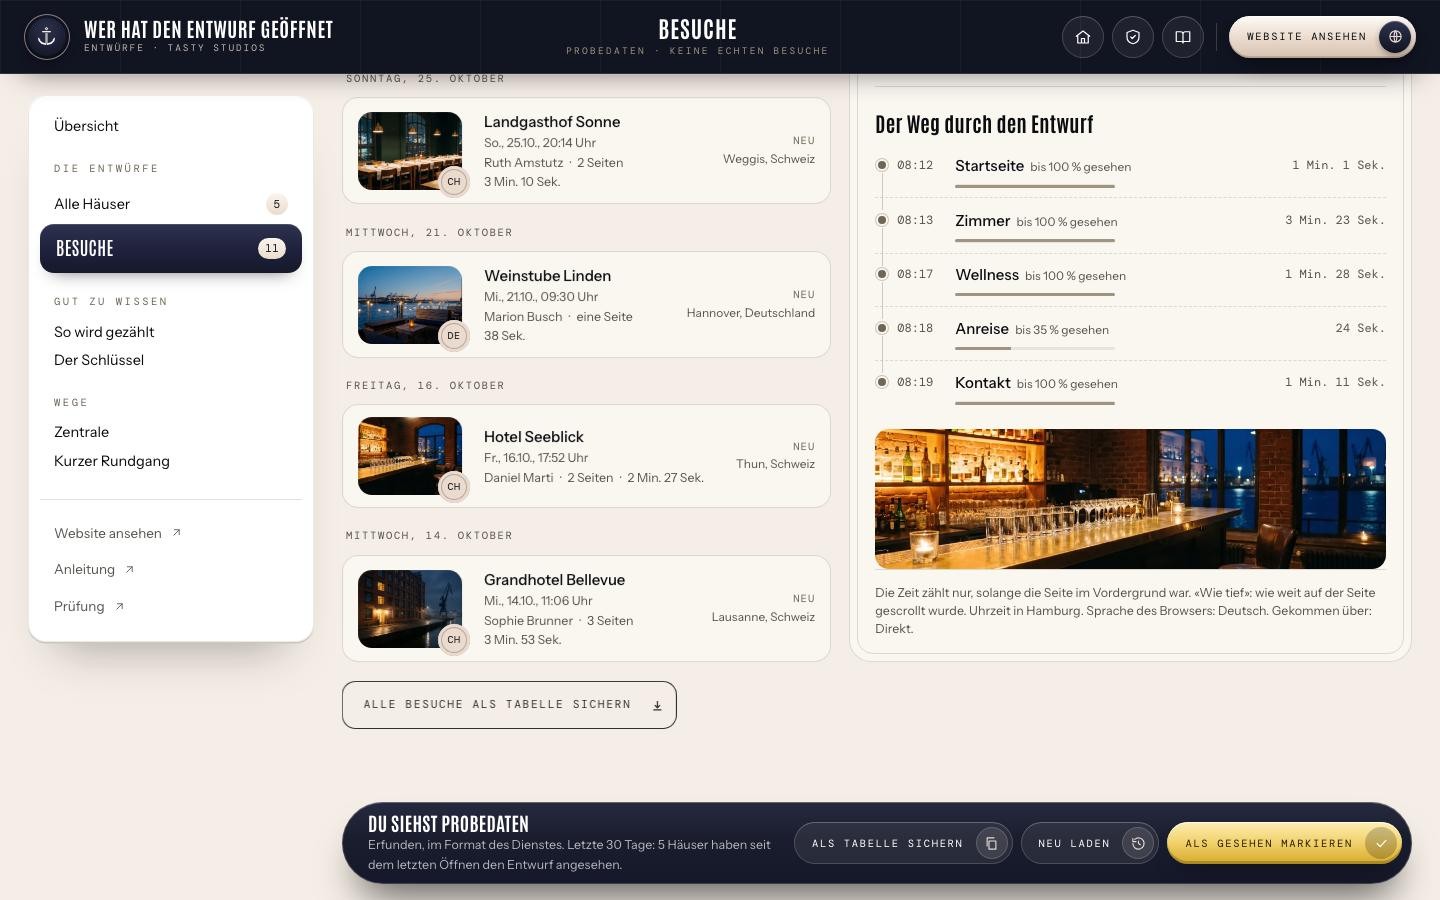 WER HAT DEN ENTWURF GEÖFFNET
ENTWÜRFE · TASTY STUDIOS
BESUCHE
PROBEDATEN · KEINE ECHTEN BESUCHE
WEBSITE ANSEHEN
Übersicht
DIE ENTWÜRFE
Alle Häuser
5
BESUCHE
11
GUT ZU WISSEN
So wird gezählt
Der Schlüssel
WEGE
Zentrale
Kurzer Rundgang
Website ansehen
Anleitung
Prüfung
SONNTAG, 25. OKTOBER
Landgasthof Sonne
So., 25.10., 20:14 Uhr
Ruth Amstutz · 2 Seiten
3 Min. 10 Sek.
CH
NEU
Weggis, Schweiz
MITTWOCH, 21. OKTOBER
Weinstube Linden
Mi., 21.10., 09:30 Uhr
Marion Busch · eine Seite
38 Sek.
DE
NEU
Hannover, Deutschland
FREITAG, 16. OKTOBER
Hotel Seeblick
Fr., 16.10., 17:52 Uhr
Daniel Marti · 2 Seiten · 2 Min. 27 Sek.
CH
NEU
Thun, Schweiz
MITTWOCH, 14. OKTOBER
Grandhotel Bellevue
Mi., 14.10., 11:06 Uhr
Sophie Brunner · 3 Seiten
3 Min. 53 Sek.
CH
NEU
Lausanne, Schweiz
ALLE BESUCHE ALS TABELLE SICHERN
Der Weg durch den Entwurf
08:12 Startseite bis 100 % gesehen 1 Min. 1 Sek.
08:13 Zimmer bis 100 % gesehen 3 Min. 23 Sek.
08:17 Wellness bis 100 % gesehen 1 Min. 28 Sek.
08:18 Anreise bis 35 % gesehen 24 Sek.
08:19 Kontakt bis 100 % gesehen 1 Min. 11 Sek.
Die Zeit zählt nur, solange die Seite im Vordergrund war. «Wie tief»: wie weit auf der Seite
gescrollt wurde. Uhrzeit in Hamburg. Sprache des Browsers: Deutsch. Gekommen über:
Direkt.
DU SIEHST PROBEDATEN
Erfunden, im Format des Dienstes. Letzte 30 Tage: 5 Häuser haben seit
dem letzten Öffnen den Entwurf angesehen.
ALS TABELLE SICHERN
NEU LADEN
ALS GESEHEN MARKIEREN